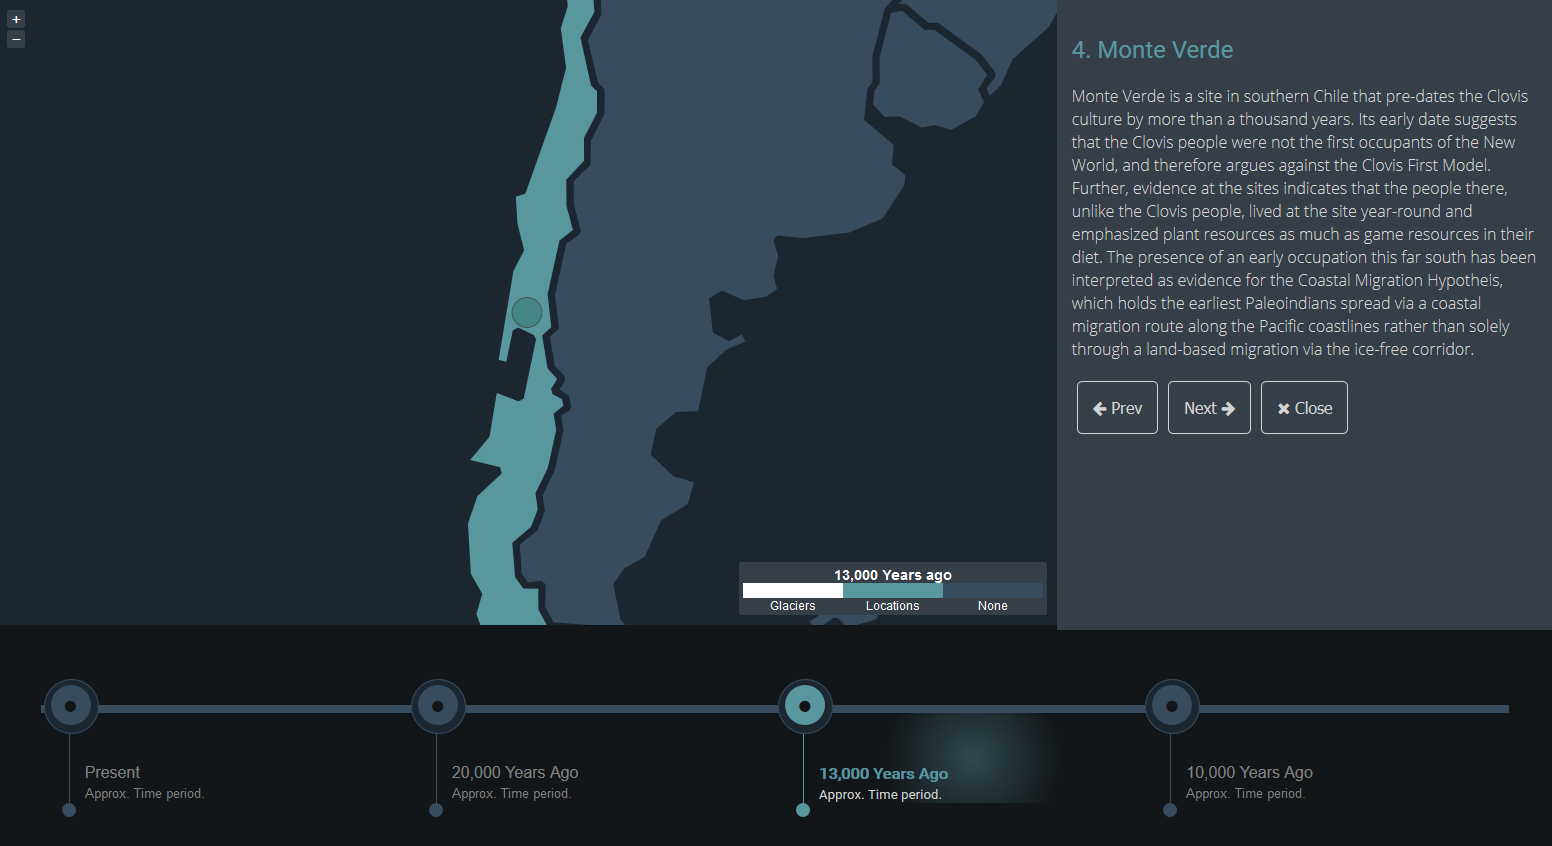 +
−
4. Monte Verde
Monte Verde is a site in southern Chile that pre-dates the Clovis
culture by more than a thousand years. Its early date suggests
that the Clovis people were not the first occupants of the New
World, and therefore argues against the Clovis First Model.
Further, evidence at the sites indicates that the people there,
unlike the Clovis people, lived at the site year-round and
emphasized plant resources as much as game resources in their
diet. The presence of an early occupation this far south has been
interpreted as evidence for the Coastal Migration Hypotheis,
which holds the earliest Paleoindians spread via a coastal
migration route along the Pacific coastlines rather than solely
through a land-based migration via the ice-free corridor.
Prev Next Close
13,000 Years ago
Glaciers Locations None
Present
Approx. Time period.
20,000 Years Ago
Approx. Time period.
13,000 Years Ago
Approx. Time period.
10,000 Years Ago
Approx. Time period.